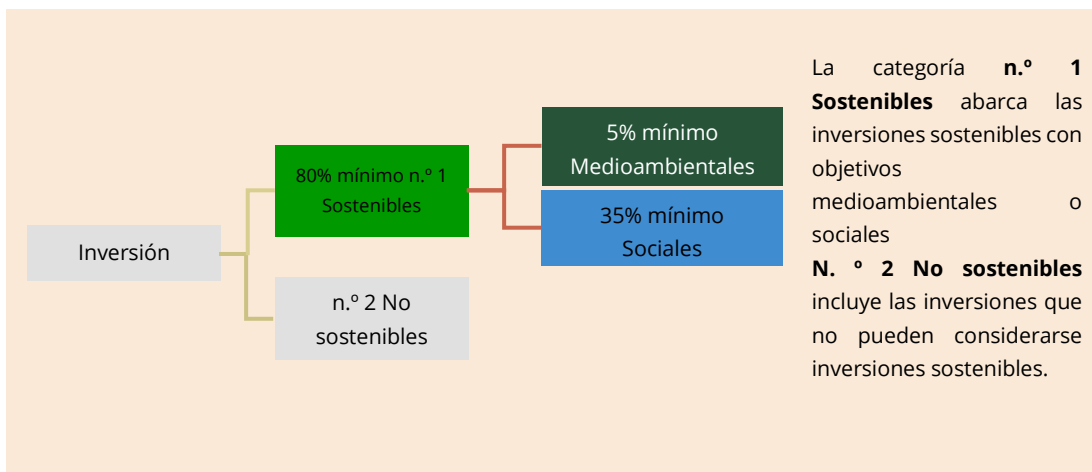 Inversión
80% mínimo n.º 1
Sostenibles
n.º 2 No
sostenibles
5% mínimo
Medioambientales
35% mínimo
Sociales
La categoría n.º 1
Sostenibles abarca las
inversiones sostenibles con
objetivos
medioambientales o
sociales
N. º 2 No sostenibles
incluye las inversiones que
no pueden considerarse
inversiones sostenibles.